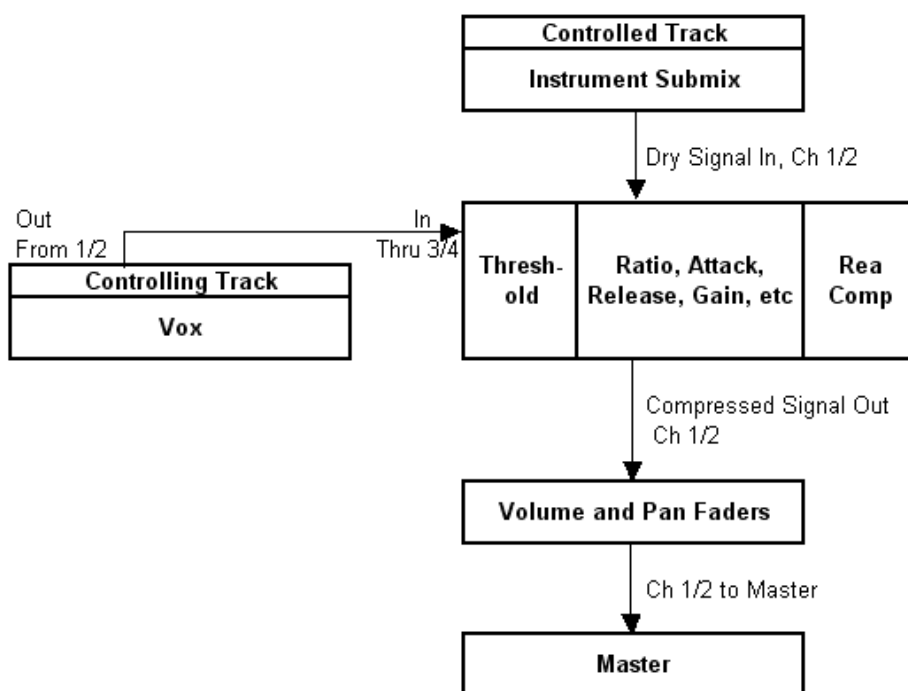 Controlled Track
Instrument Submix
Dry Signal In, Ch 1/2
Out
From 1/2
In
Thru 3/4
Controlling Track
Vox
Thresh-
old
Ratio, Attack,
Release, Gain, etc
Rea
Comp
Compressed Signal Out
Ch 1/2
Volume and Pan Faders
Ch 1/2 to Master
Master